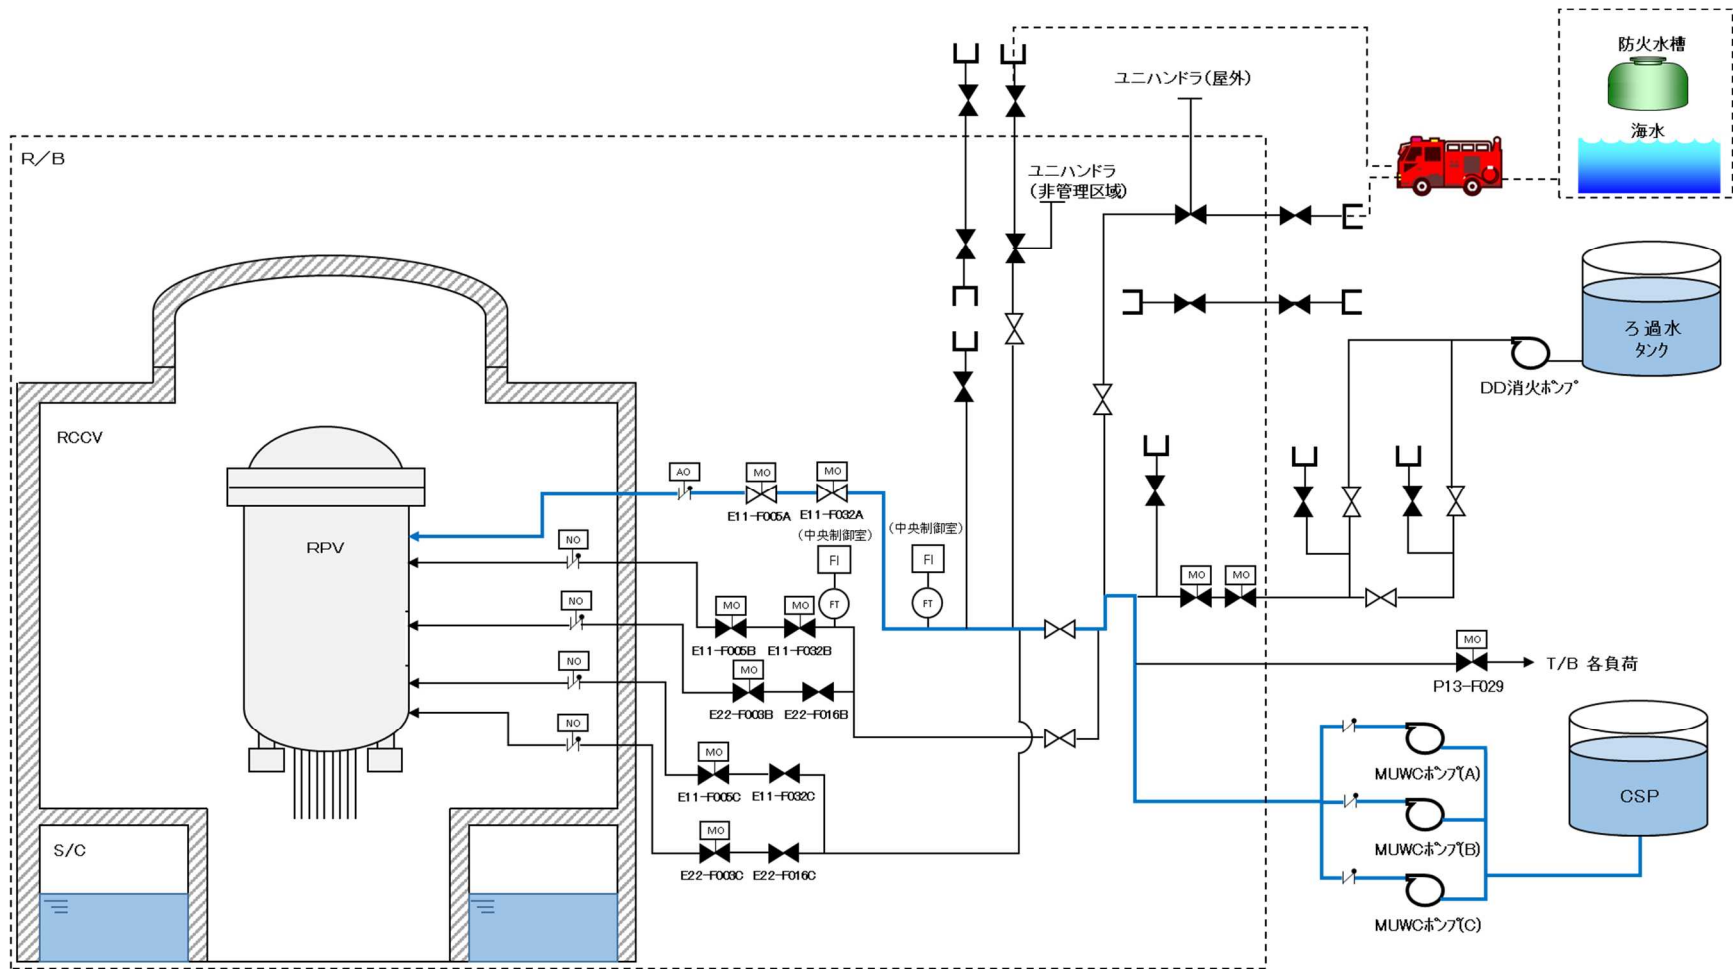 防火水槽
海水
ユニハンドラ(屋外)
R/B
ユニハンドラ
(非管理区域)
ろ過水
タンク
DD消火ポンプ
RCCV
AO
MO
MO
E11-F005A
E11-F032A
(中央制御室)
(中央制御室)
RPV
NO
FI
FI
MO
MO
FT
FT
NO
MO
MO
E11-F005B
E11-F032B
MO
MO
T/B 各負荷
P13-F029
NO
E22-F003B
E22-F016B
NO
MO
E11-F005C
E11-F032C
MUWCポンプ(A)
CSP
MO
S/C
MUWCポンプ(B)
E22-F003C
E22-F016C
MUWCポンプ(C)